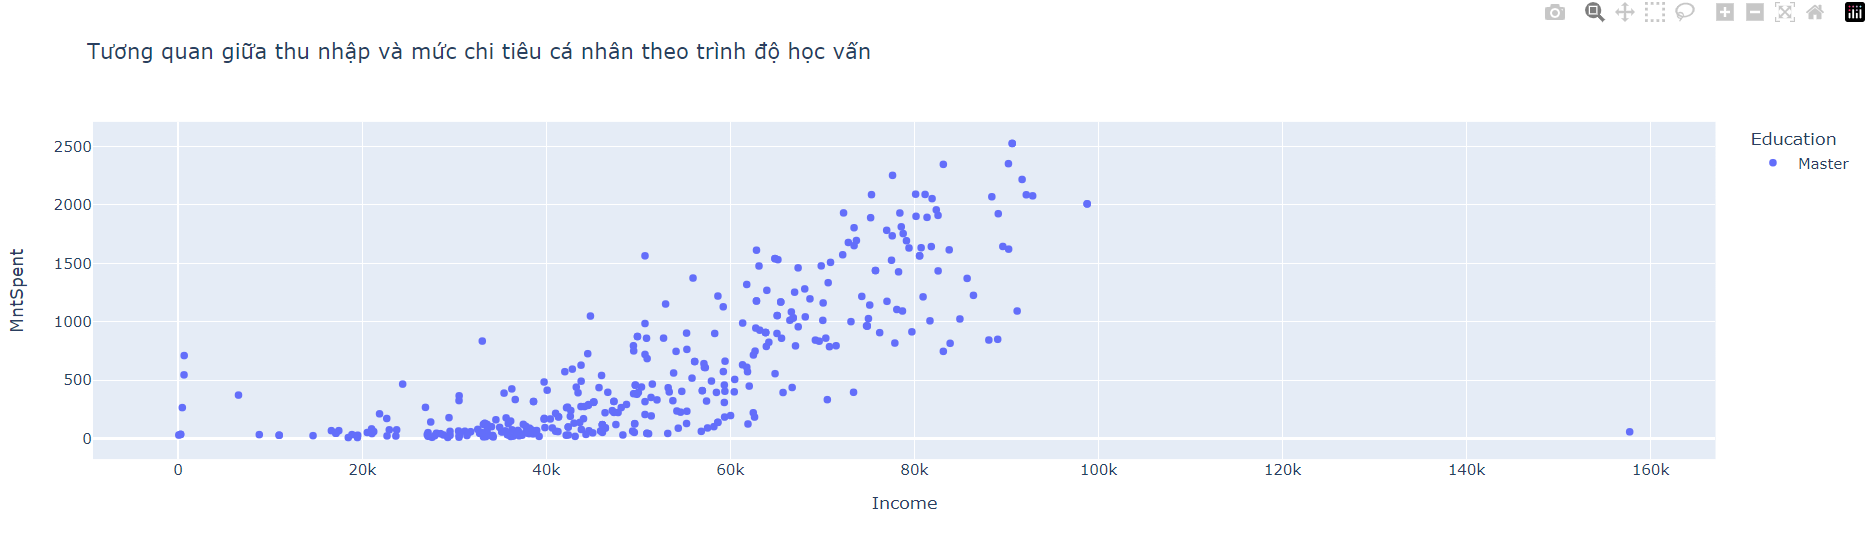 Tương quan giữa thu nhập và mức chi tiêu cá nhân theo trình độ học vấn
Education
Master
MntSpent
2500
2000
1500
1000
500
0
0 20k 40k 60k 80k 100k 120k 140k 160k
Income